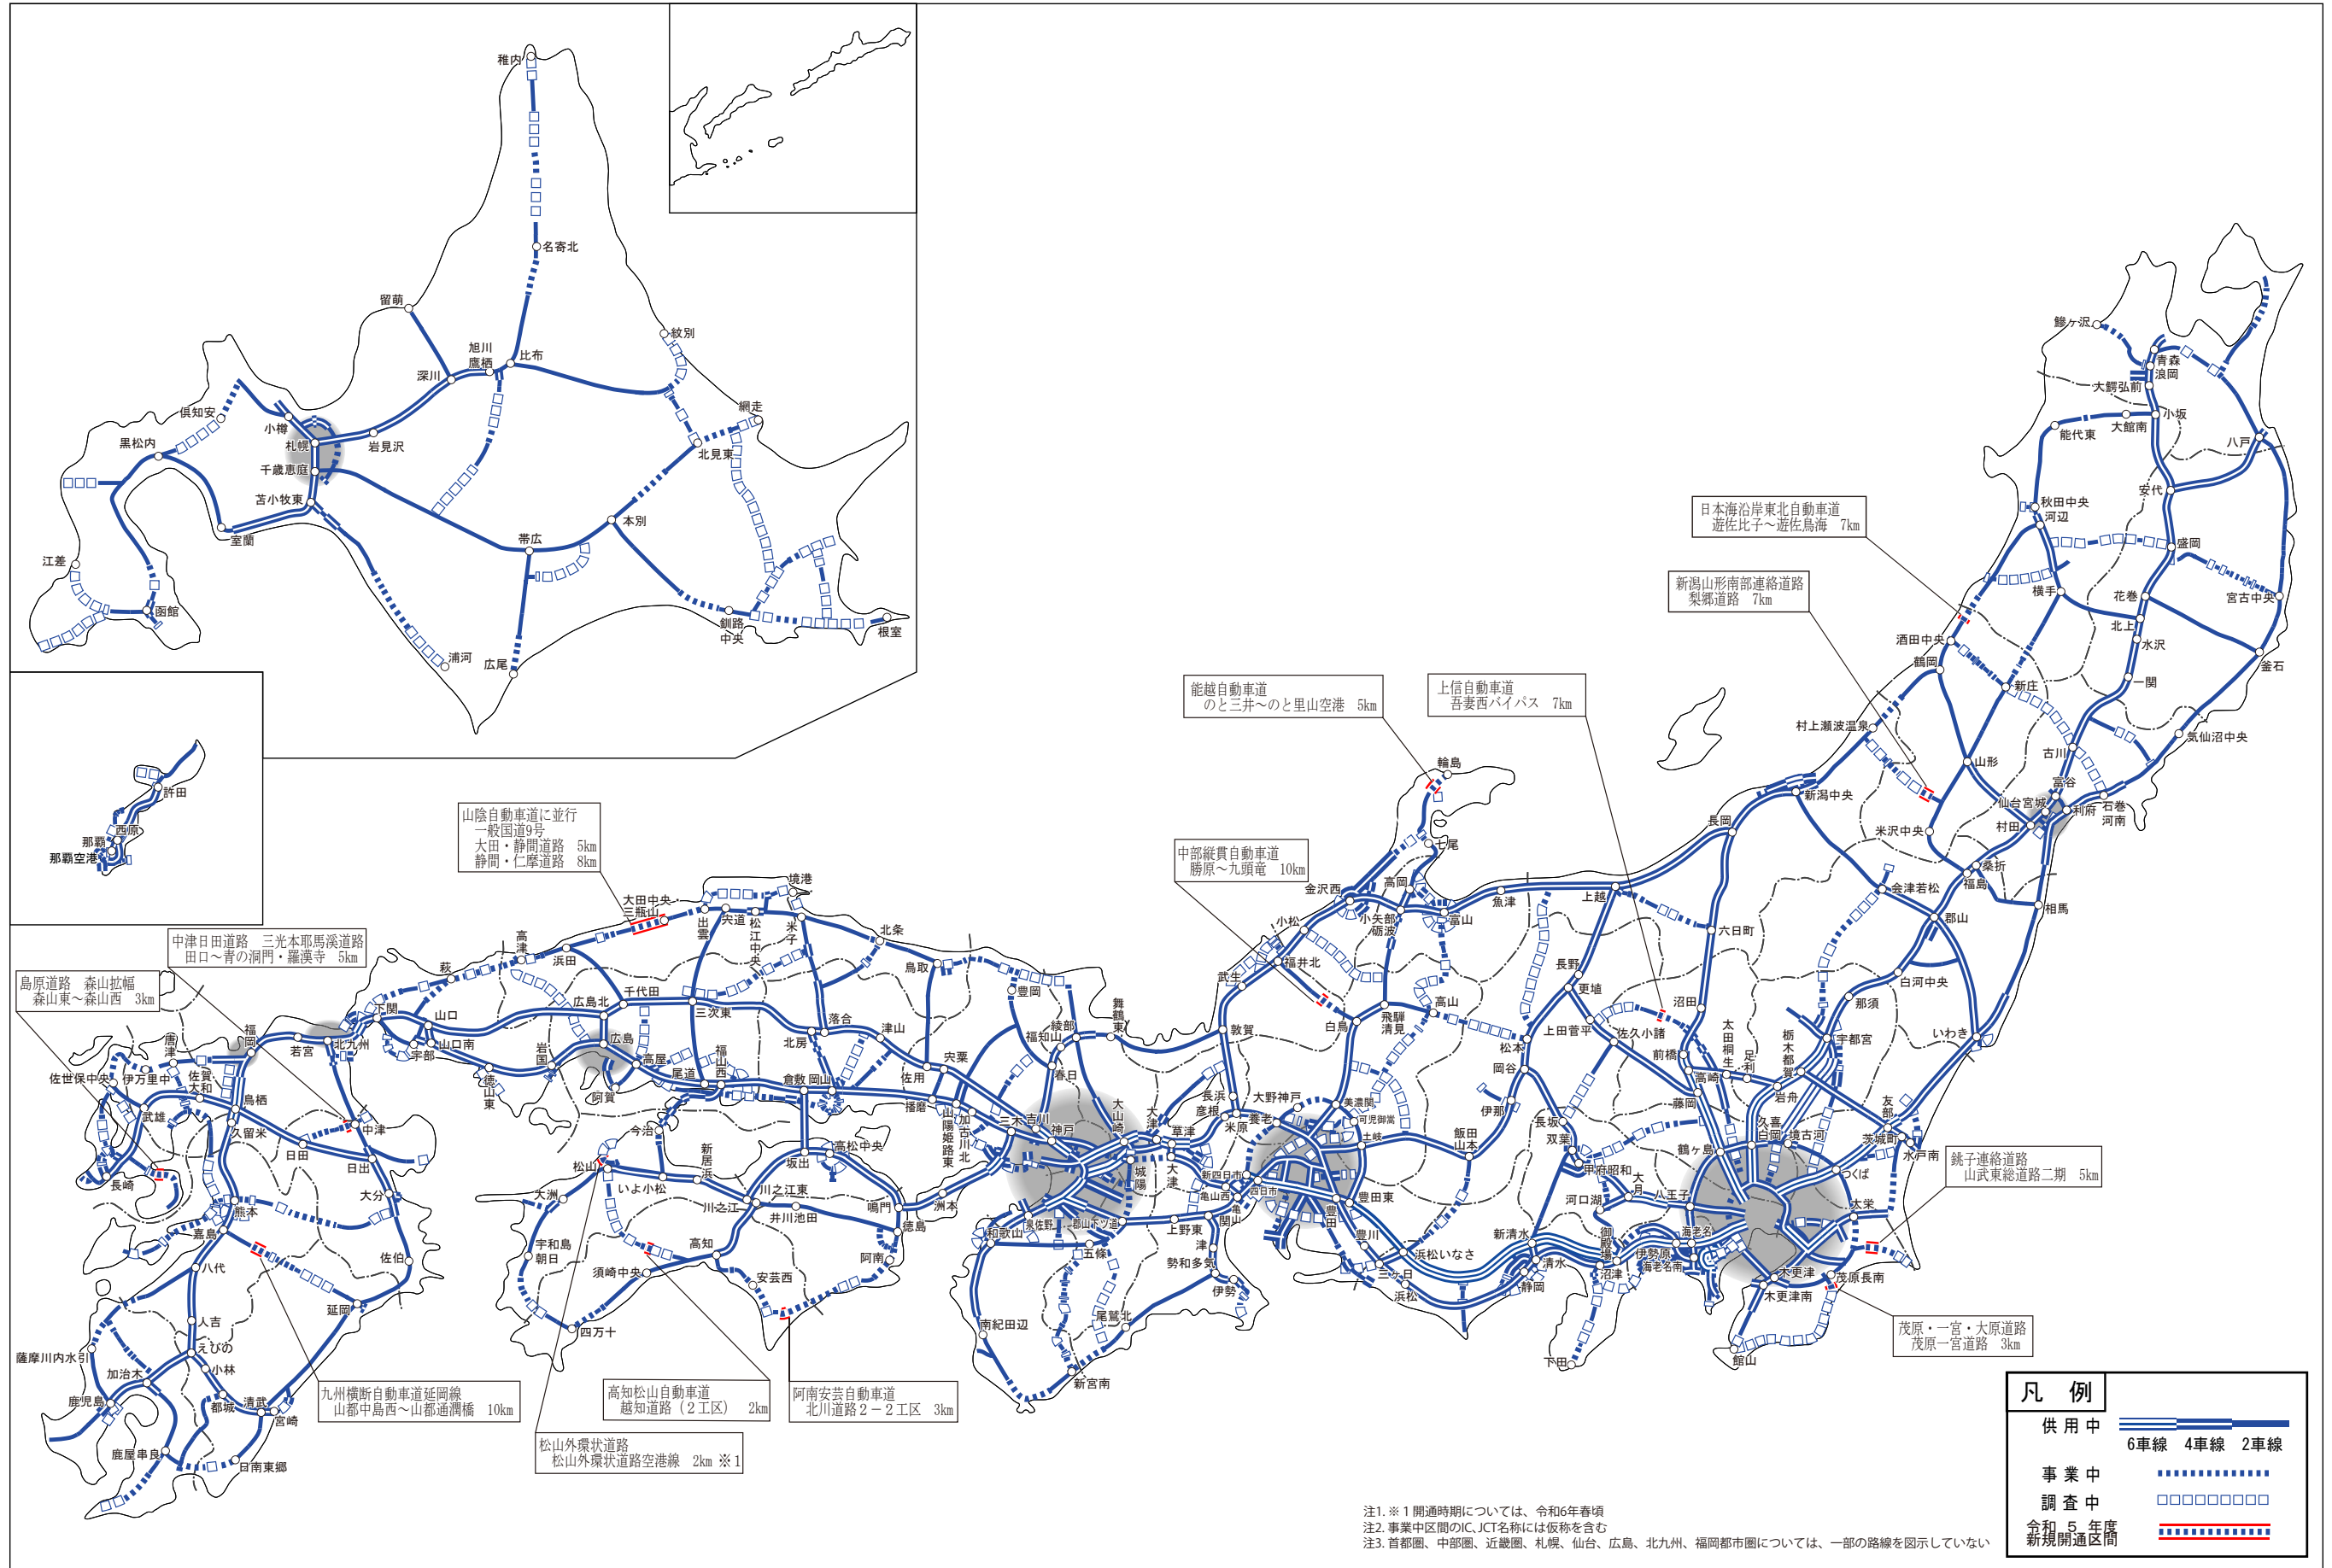 稚内
名寄北
留萌
紋別
旭川
鷹栖
比布
深川
網走
倶知安
小樽
黒松内
札幌
岩見沢
北見東
千歳恵庭
苫小牧東
本別
室蘭
帯広
江差
函館
釧路
中央
根室
浦河
広尾
許田
西原
那覇
那覇空港
鰺ヶ沢
青森
浪岡
大鰐弘前
小坂
大館南
能代東
八戸
安代
秋田中央
河辺
盛岡
横手
花巻
宮古中央
北上
水沢
酒田中央
鶴岡
釜石
新庄
一関
村上瀬波温泉
気仙沼中央
古川
山形
富谷
仙台宮城
利府
石巻
河南
村田
新潟中央
米沢中央
長岡
桑折
福島
会津若松
相馬
郡山
日本海沿岸東北自動車道
遊佐比子～遊佐鳥海 7km
新潟山形南部連絡道路
梨郷道路 7km
能越自動車道
のと三井～のと里山空港 5km
上信自動車道
吾妻西バイパス 7km
山陰自動車道に並行
一般国道9号
大田・静間道路 5km
静間・仁摩道路 8km
中部縦貫自動車道
勝原～九頭竜 10km
中津日田道路 三光本耶馬溪道路
田口～青の洞門・羅漢寺 5km
島原道路 森山拡幅
森山東～森山西 3km
輪島
七尾
高岡
金沢西
小矢部
砺波
富山
魚津
上越
小松
六日町
福井北
武生
長野
更埴
白河中央
那須
沼田
高山
飛騨
清見
白鳥
上田菅平
佐久小諸
太田桐生
足利
栃木都賀
宇都宮
いわき
松本
前橋
高崎
岡谷
岩舟
藤岡
友部
敦賀
舞鶴東
綾部
福知山
豊岡
鳥取
北条
境港
米子
松江中央
宍道
出雲
大田中央
三瓶山
高津
浜田
萩
千代田
広島北
三次東
落合
北房
津山
下関
山口
山口南
宇部
広島
岩国
徳山東
阿賀
高屋
尾道
福山西
倉敷
岡山
佐用
宍粟
播磨
山陽姫路東
加古川北
春日
三木
吉川
神戸
大山崎
大津
草津
長浜
彦根
米原
大野神戸
養老
美濃関
可児御嵩
土岐
伊那
飯田
山本
長坂
双葉
久喜
白岡
境古河
茨城町
水戸南
鶴ヶ島
つくば
甲府昭和
大月
河口湖
八王子
大栄
銚子連絡道路
山武東総道路二期 5km
城陽
大津
新四日市
四日市
亀山西
亀山
豊田東
豊田
関
上野東
津
勢和多気
伊勢
豊川
三ヶ日
浜松いなさ
浜松
新清水
清水
静岡
御殿場
沼津
伊勢原
海老名
海老名南
木更津
木更津南
茂原長南
茂原・一宮・大原道路
茂原一宮道路 3km
館山
下田
泉佐野
郡山下ツ道
和歌山
五條
南紀田辺
尾鷲北
新宮南
洲本
鳴門
徳島
阿南
高松中央
坂出
今治
松山
新居浜
いよ小松
川之江
川之江東
井川池田
大洲
宇和島
朝日
高知
須崎中央
安芸西
四万十
福岡
若宮
北九州
唐津
佐世保中央
伊万里中
佐賀
大和
武雄
鳥栖
久留米
中津
日田
日出
長崎
大分
熊本
嘉島
佐伯
八代
延岡
人吉
えびの
小林
薩摩川内水引
加治木
鹿児島
都城
清武
宮崎
鹿屋串良
日南東郷
九州横断自動車道延岡線
山都中島西～山都通潤橋 10km
高知松山自動車道
越知道路（２工区） 2km
阿南安芸自動車道
北川道路２－２工区 3km
松山外環状道路
松山外環状道路空港線 2km ※１
凡 例
供 用 中
6車線 4車線 2車線
事 業 中
調 査 中
令和 ５ 年度
新規開通区間
注1. ※１開通時期については、令和6年春頃
注2. 事業中区間のIC､JCT名称には仮称を含む
注3. 首都圏、中部圏、近畿圏、札幌、仙台、広島、北九州、福岡都市圏については、一部の路線を図示していない